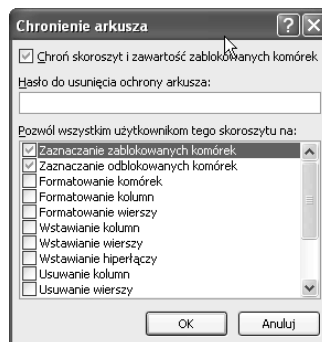 Chronienie arkusza
Chroń skoroszyt i zawartość zablokowanych komórek
Hasło do usunięcia ochrony arkusza:
Pozwól wszystkim użytkownikom tego skoroszytu na:
Zaznaczanie zablokowanych komórek
Zaznaczanie odblokowanych komórek
Formatowanie komórek
Formatowanie kolumn
Formatowanie wierszy
Wstawianie kolumn
Wstawianie wierszy
Wstawianie hiperłączy
Usuwanie kolumn
Usuwanie wierszy
OK Anuluj